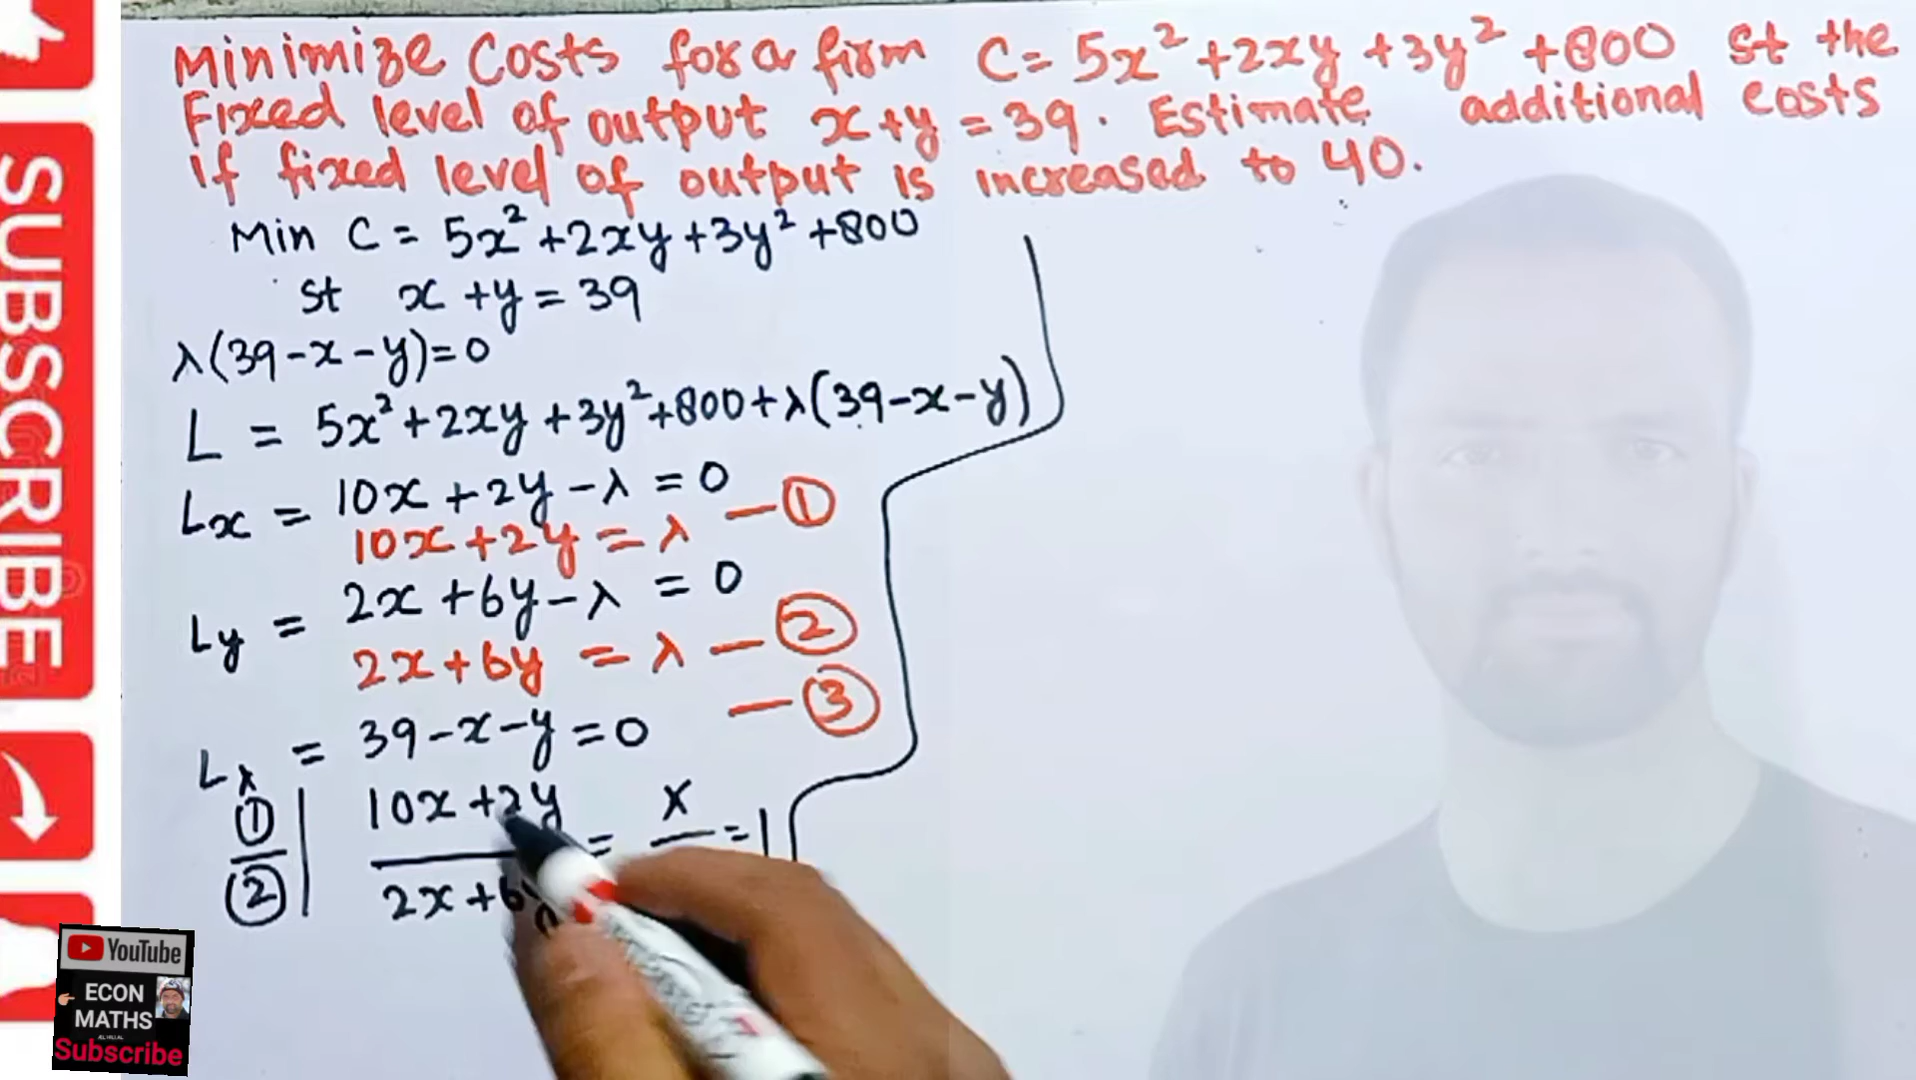 Minimize Costs for a firm C = 5x² + 2xy + 3y² + 800 st the
Fixed level of output x + y = 39. Estimate additional costs
If fixed level of output is increased to 40.
Min C = 5x² + 2xy + 3y² + 800
st x + y = 39
λ(39 - x - y) = 0
L = 5x² + 2xy + 3y² + 800 + λ(39 - x - y)
Lx = 10x + 2y - λ = 0
10x + 2y = λ — ①
Ly = 2x + 6y - λ = 0
2x + 6y = λ — ②
Lλ = 39 - x - y = 0 — ③
① / ② | 10x + 2y / 2x + 6y = λ / = 1
SUBSCRIBE
YouTube
ECON
MATHS
Subscribe